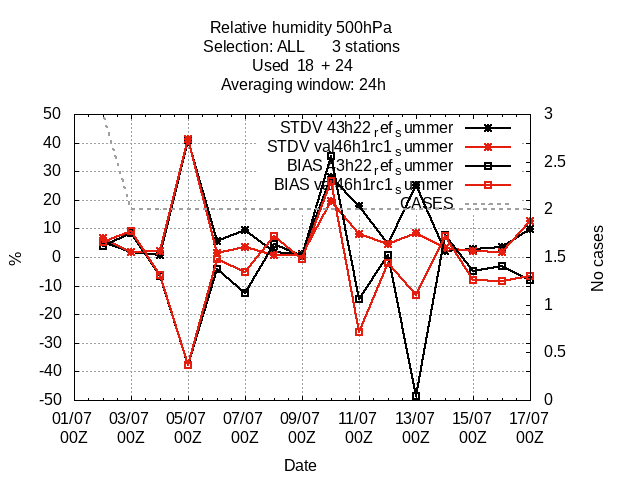 Relative humidity 500hPa
Selection: ALL 3 stations
Used 18 + 24
Averaging window: 24h
STDV 43h22_ref_summer
STDV val46h1rc1_summer
BIAS 43h22_ref_summer
BIAS val46h1rc1_summer
CASES
50
40
30
20
10
0
-10
-20
-30
-40
-50
%
3
2.5
2
1.5
1
0.5
0
No cases
01/07 03/07 05/07 07/07 09/07 11/07 13/07 15/07 17/07
00Z 00Z 00Z 00Z 00Z 00Z 00Z 00Z 00Z
Date